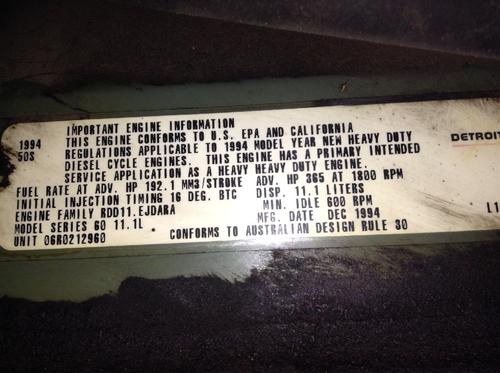 IMPORTANT ENGINE INFORMATION
1994 THIS ENGINE CONFORMS TO U.S. EPA AND CALIFORNIA
50S REGULATIONS APPLICABLE TO 1994 MODEL YEAR NEW HEAVY DUTY
DIESEL CYCLE ENGINES. THIS ENGINE HAS A PRIMARY INTENDED
SERVICE APPLICATION AS A HEAVY HEAVY DUTY ENGINE.
FUEL RATE AT ADV. HP 192.1 MM3/STROKE ADV. HP 365 AT 1800 RPM
INITIAL INJECTION TIMING 16 DEG. BTC DISP. 11.1 LITERS
ENGINE FAMILY RDD11.EJDARA MIN. IDLE 600 RPM
MODEL SERIES 60 11.1L MFG. DATE DEC 1994
UNIT 06R0212960 CONFORMS TO AUSTRALIAN DESIGN RULE 30
DETROI